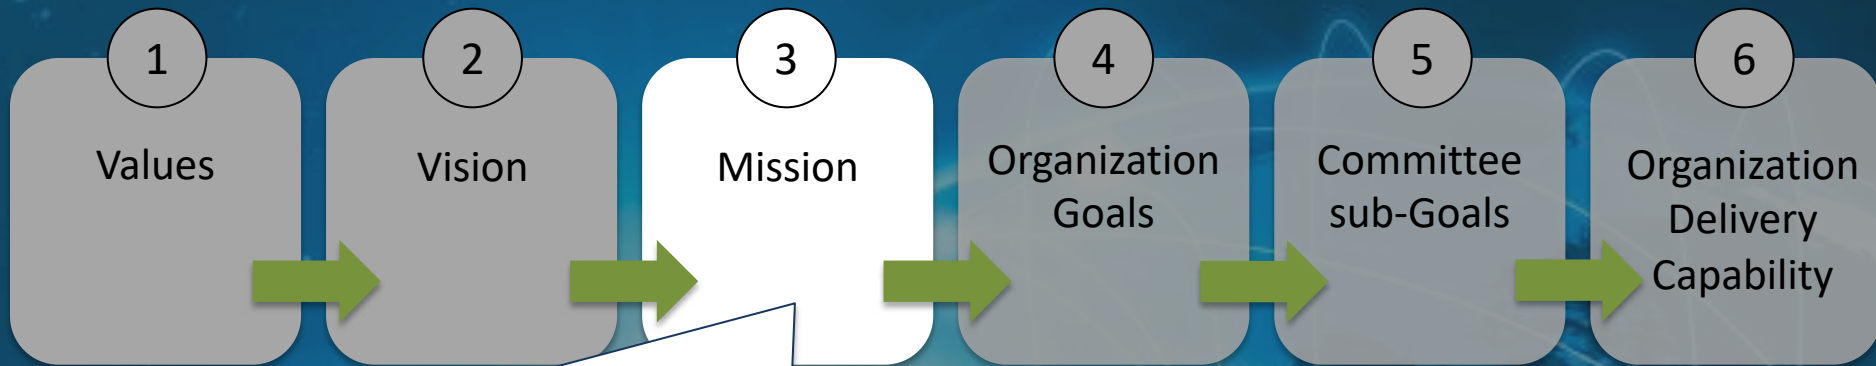 1
Values
2
Vision
3
Mission
4
Organization
Goals
5
Committee
sub-Goals
6
Organization
Delivery
Capability